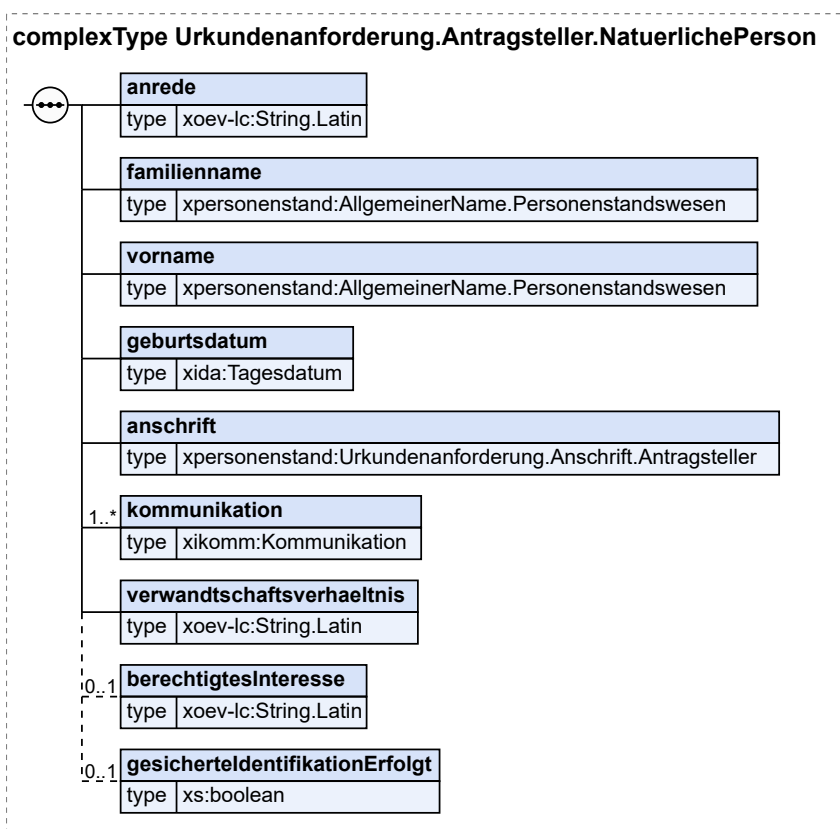 complexType Urkundenanforderung.Antragsteller.NatuerlichePerson
anrede
type xoev-lc:String.Latin
familienname
type xpersonenstand:AllgemeinerName.Personenstandswesen
vorname
type xpersonenstand:AllgemeinerName.Personenstandswesen
geburtsdatum
type xida:Tagesdatum
anschrift
type xpersonenstand:Urkundenanforderung.Anschrift.Antragsteller
1..* kommunikation
type xikomm:Kommunikation
verwandtschaftsverhaeltnis
type xoev-lc:String.Latin
0..1 berechtigtesInteresse
type xoev-lc:String.Latin
0..1 gesicherteIdentifikationErfolgt
type xs:boolean